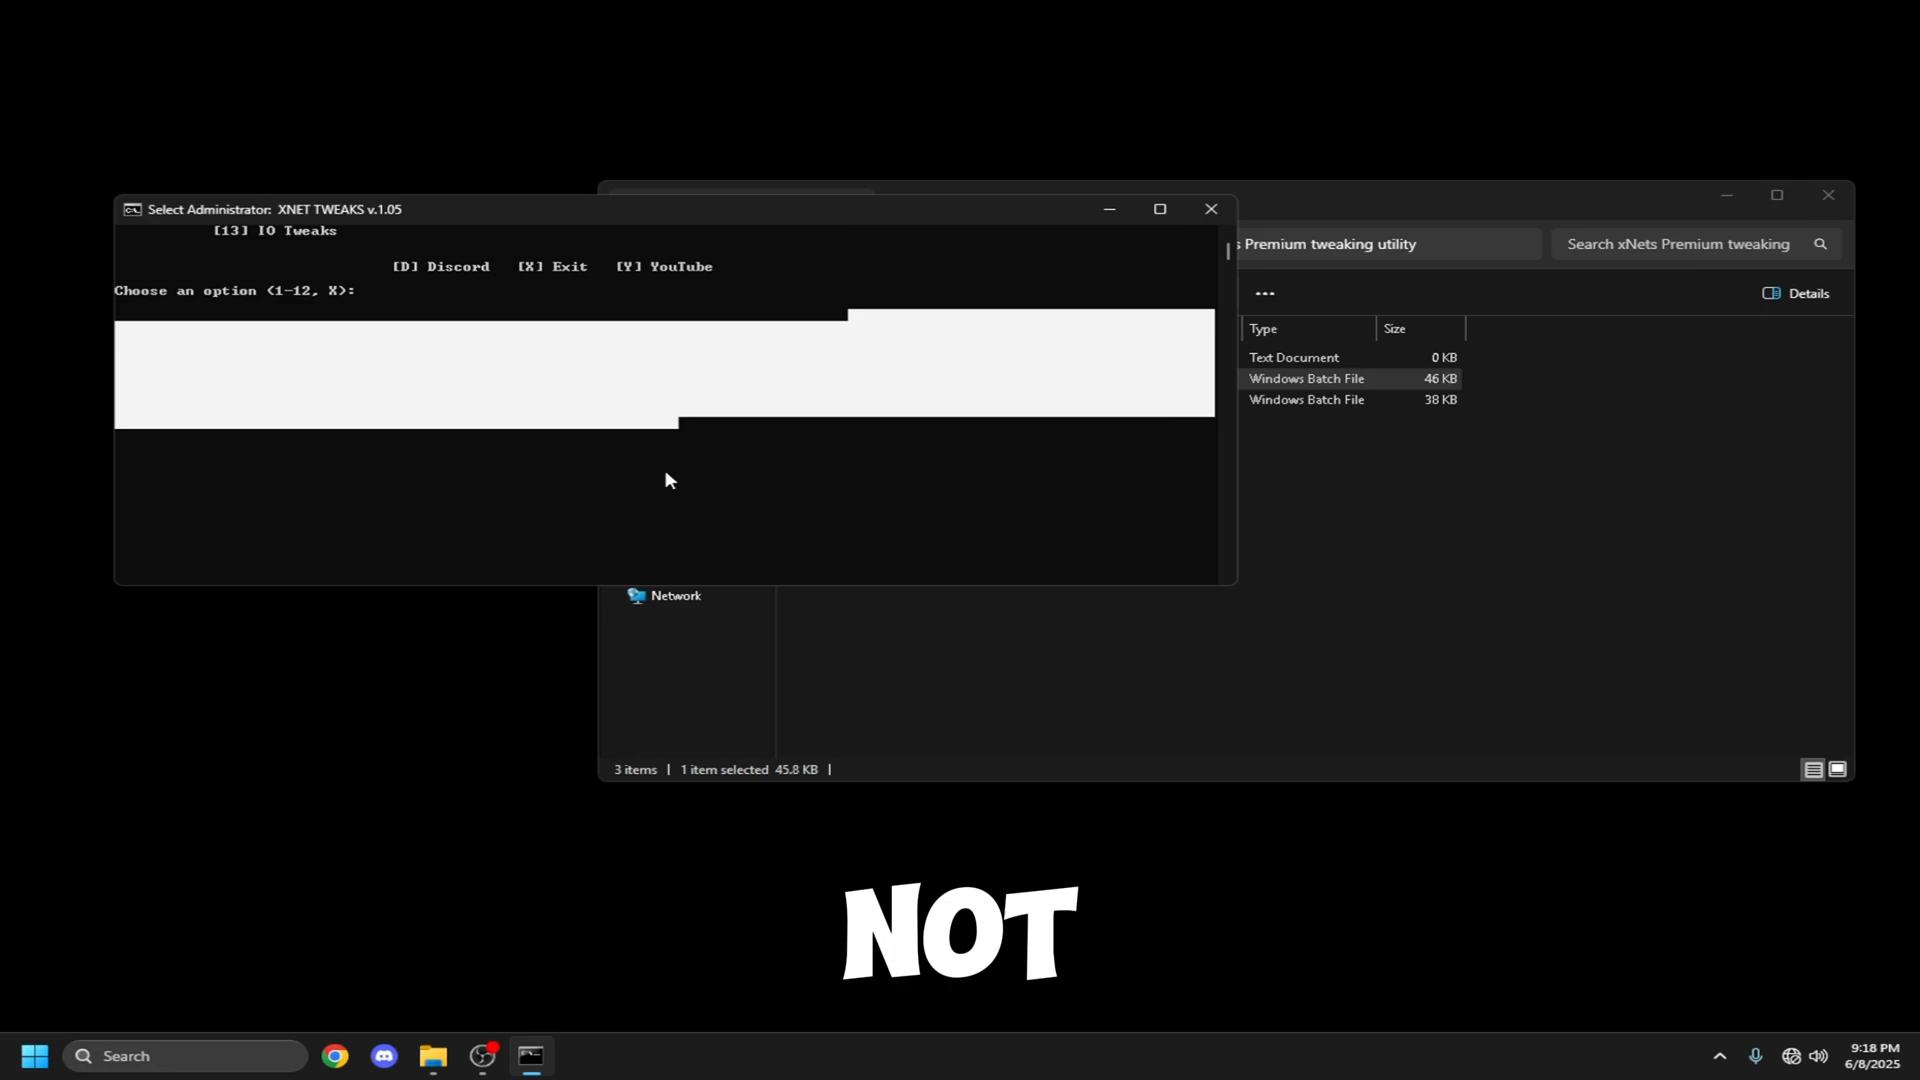 Select Administrator: XNET TWEAKS v.1.05
[13] IO Tweaks
[D] Discord [X] Exit [Y] YouTube
Choose an option (1-12, X):
s Premium tweaking utility
Search xNets Premium tweaking
Details
Type Size
Text Document 0 KB
Windows Batch File 46 KB
Windows Batch File 38 KB
Network
3 items 1 item selected 45.8 KB
NOT
Search
9:18 PM
6/8/2025